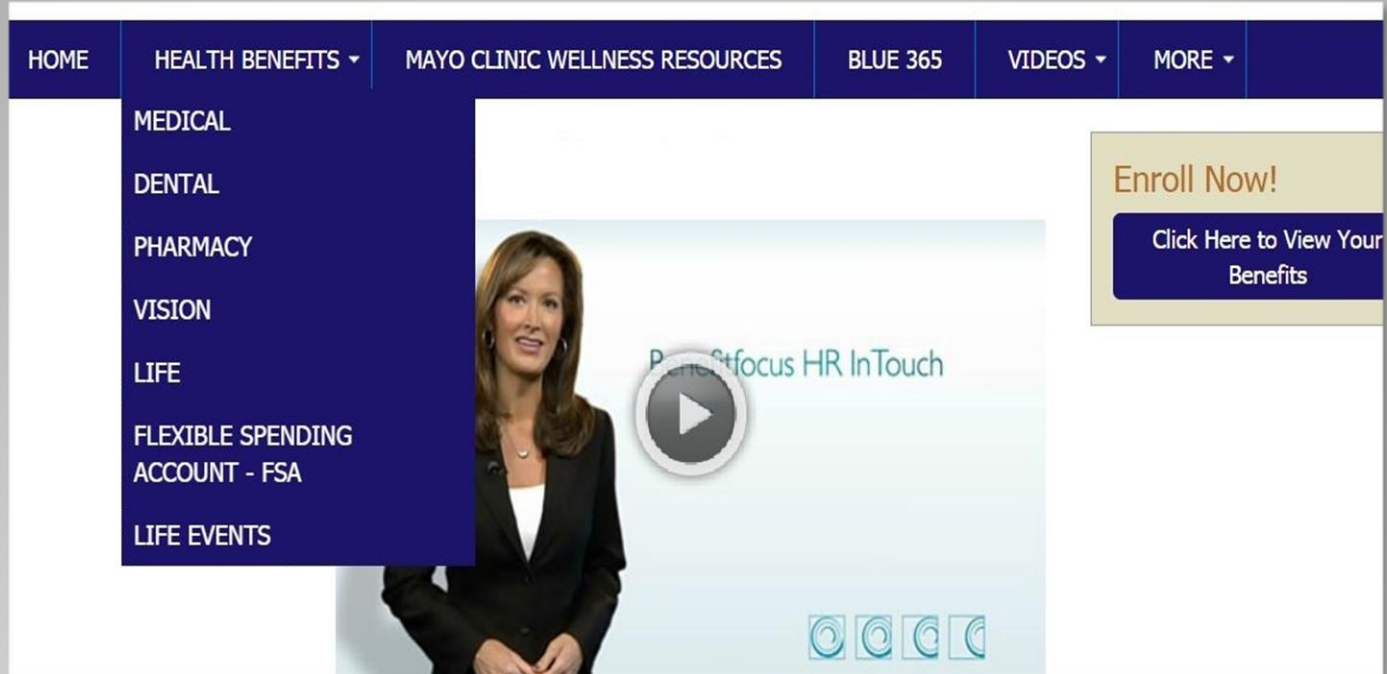 HOME
HEALTH BENEFITS
MAYO CLINIC WELLNESS RESOURCES
BLUE 365
VIDEOS
MORE
MEDICAL
DENTAL
PHARMACY
VISION
LIFE
FLEXIBLE SPENDING
ACCOUNT - FSA
LIFE EVENTS
Benefitfocus HR InTouch
Enroll Now!
Click Here to View Your
Benefits